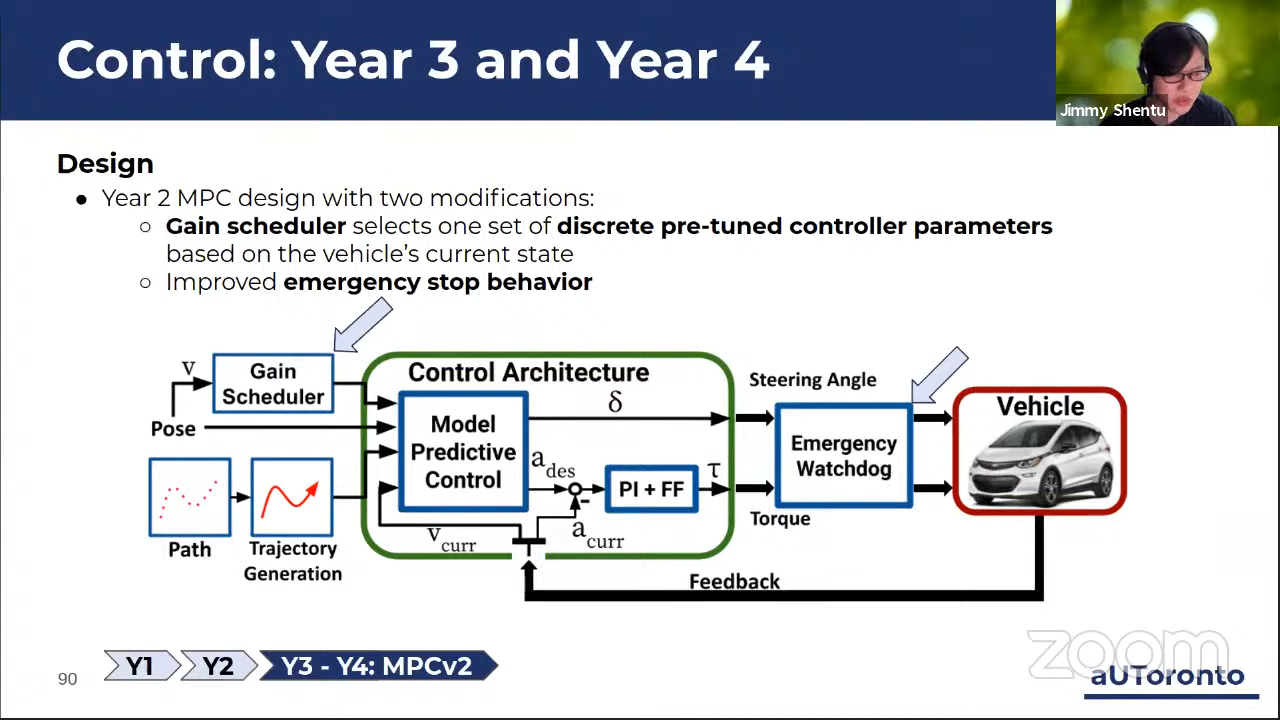 Control: Year 3 and Year 4
Jimmy Shentu
Design
● Year 2 MPC design with two modifications:
○ Gain scheduler selects one set of discrete pre-tuned controller parameters
based on the vehicle's current state
○ Improved emergency stop behavior
v
Gain
Scheduler
Pose
Path
Trajectory
Generation
Control Architecture
Model
Predictive
Control
δ
a des
PI + FF
τ
v curr
a curr
-
Steering Angle
Torque
Emergency
Watchdog
Vehicle
Feedback
Y1
Y2
Y3 - Y4: MPCv2
90
zoom
aUToronto